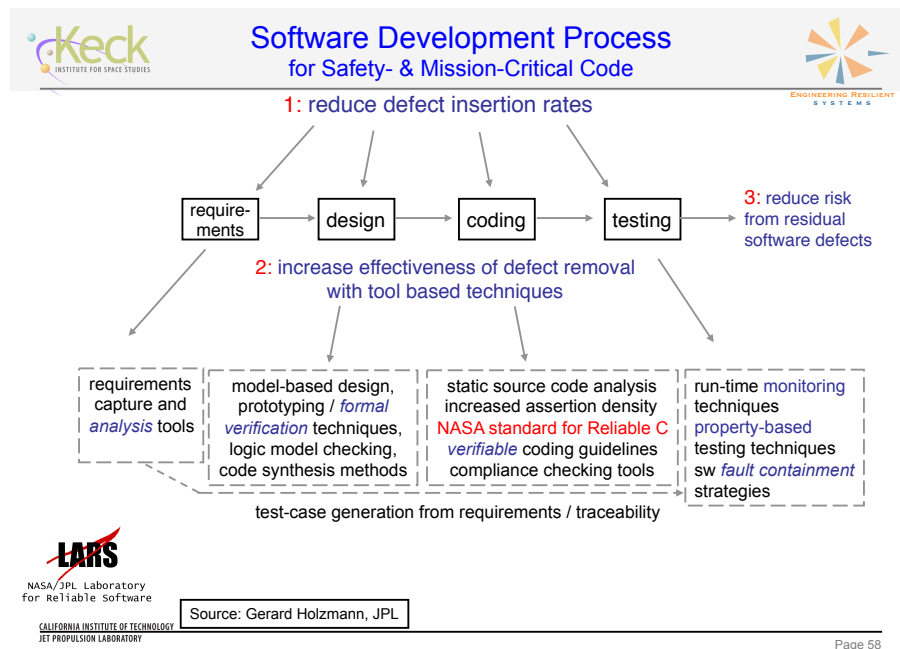 Keck
INSTITUTE FOR SPACE STUDIES
Software Development Process
for Safety- & Mission-Critical Code
ENGINEERING RESILIENT
SYSTEMS
1: reduce defect insertion rates
require-
ments
design
coding
testing
3: reduce risk
from residual
software defects
2: increase effectiveness of defect removal
with tool based techniques
requirements
capture and
analysis tools
model-based design,
prototyping / formal
verification techniques,
logic model checking,
code synthesis methods
static source code analysis
increased assertion density
NASA standard for Reliable C
verifiable coding guidelines
compliance checking tools
run-time monitoring
techniques
property-based
testing techniques
sw fault containment
strategies
test-case generation from requirements / traceability
LARS
NASA/JPL Laboratory
for Reliable Software
Source: Gerard Holzmann, JPL
CALIFORNIA INSTITUTE OF TECHNOLOGY
JET PROPULSION LABORATORY
Page 58